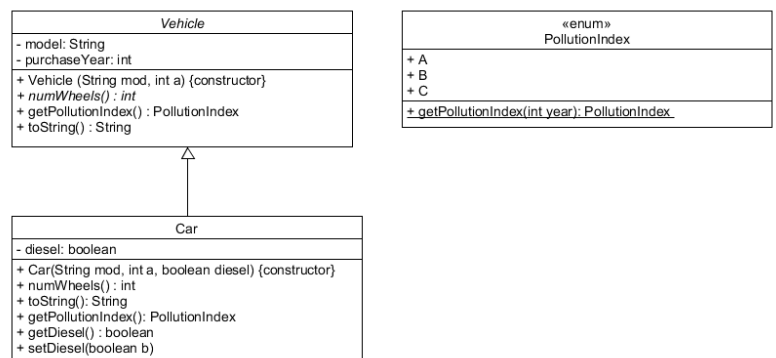 Vehicle
- model: String
- purchaseYear: int
+ Vehicle (String mod, int a) {constructor}
+ numWheels() : int
+ getPollutionIndex() : PollutionIndex
+ toString() : String
«enum»
PollutionIndex
+ A
+ B
+ C
+ getPollutionIndex(int year): PollutionIndex
Car
- diesel: boolean
+ Car(String mod, int a, boolean diesel) {constructor}
+ numWheels() : int
+ toString(): String
+ getPollutionIndex(): PollutionIndex
+ getDiesel() : boolean
+ setDiesel(boolean b)